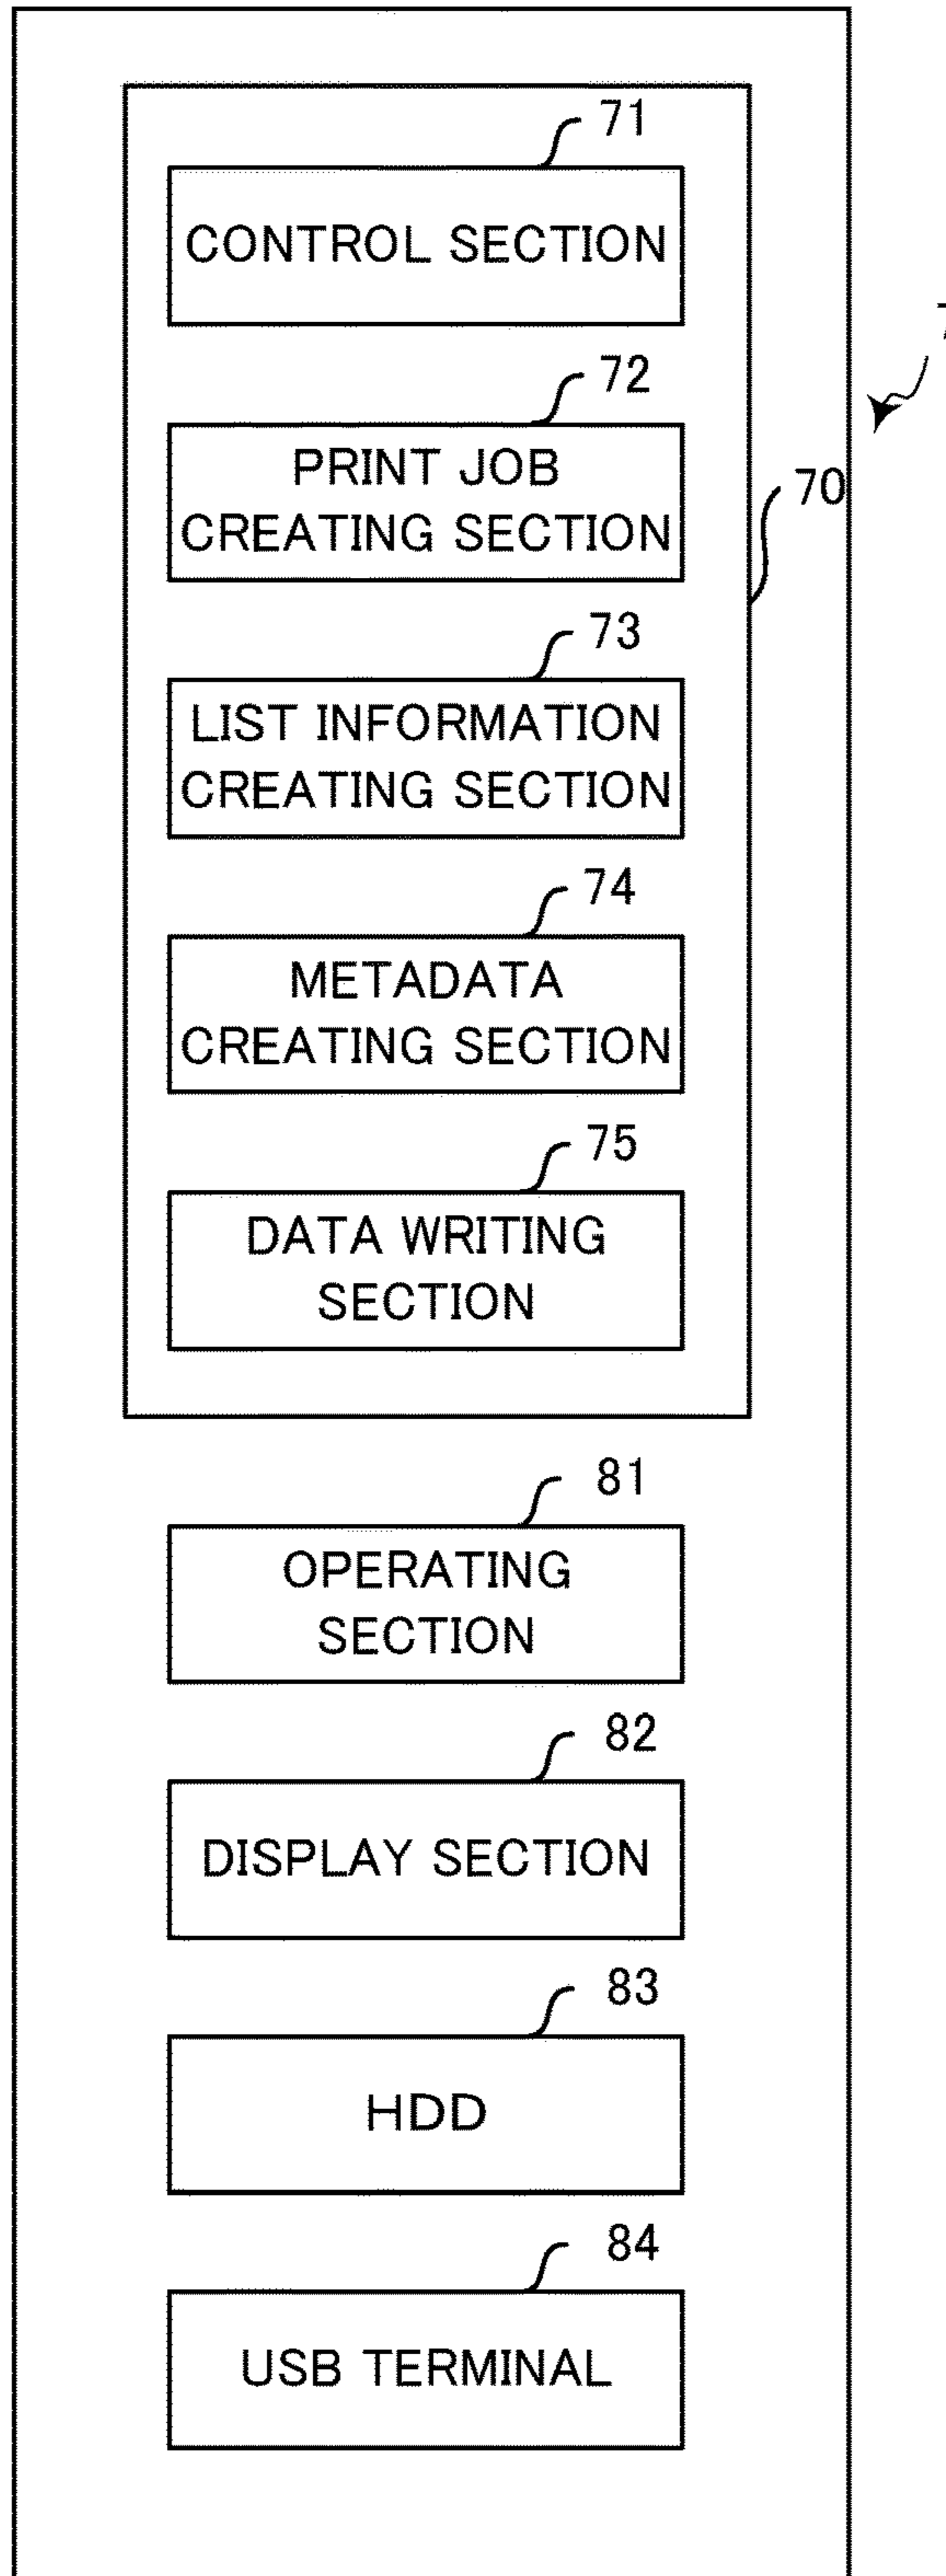 71
CONTROL SECTION
72
PRINT JOB
CREATING SECTION
70
73
LIST INFORMATION
CREATING SECTION
74
METADATA
CREATING SECTION
75
DATA WRITING
SECTION
81
OPERATING
SECTION
82
DISPLAY SECTION
83
HDD
84
USB TERMINAL